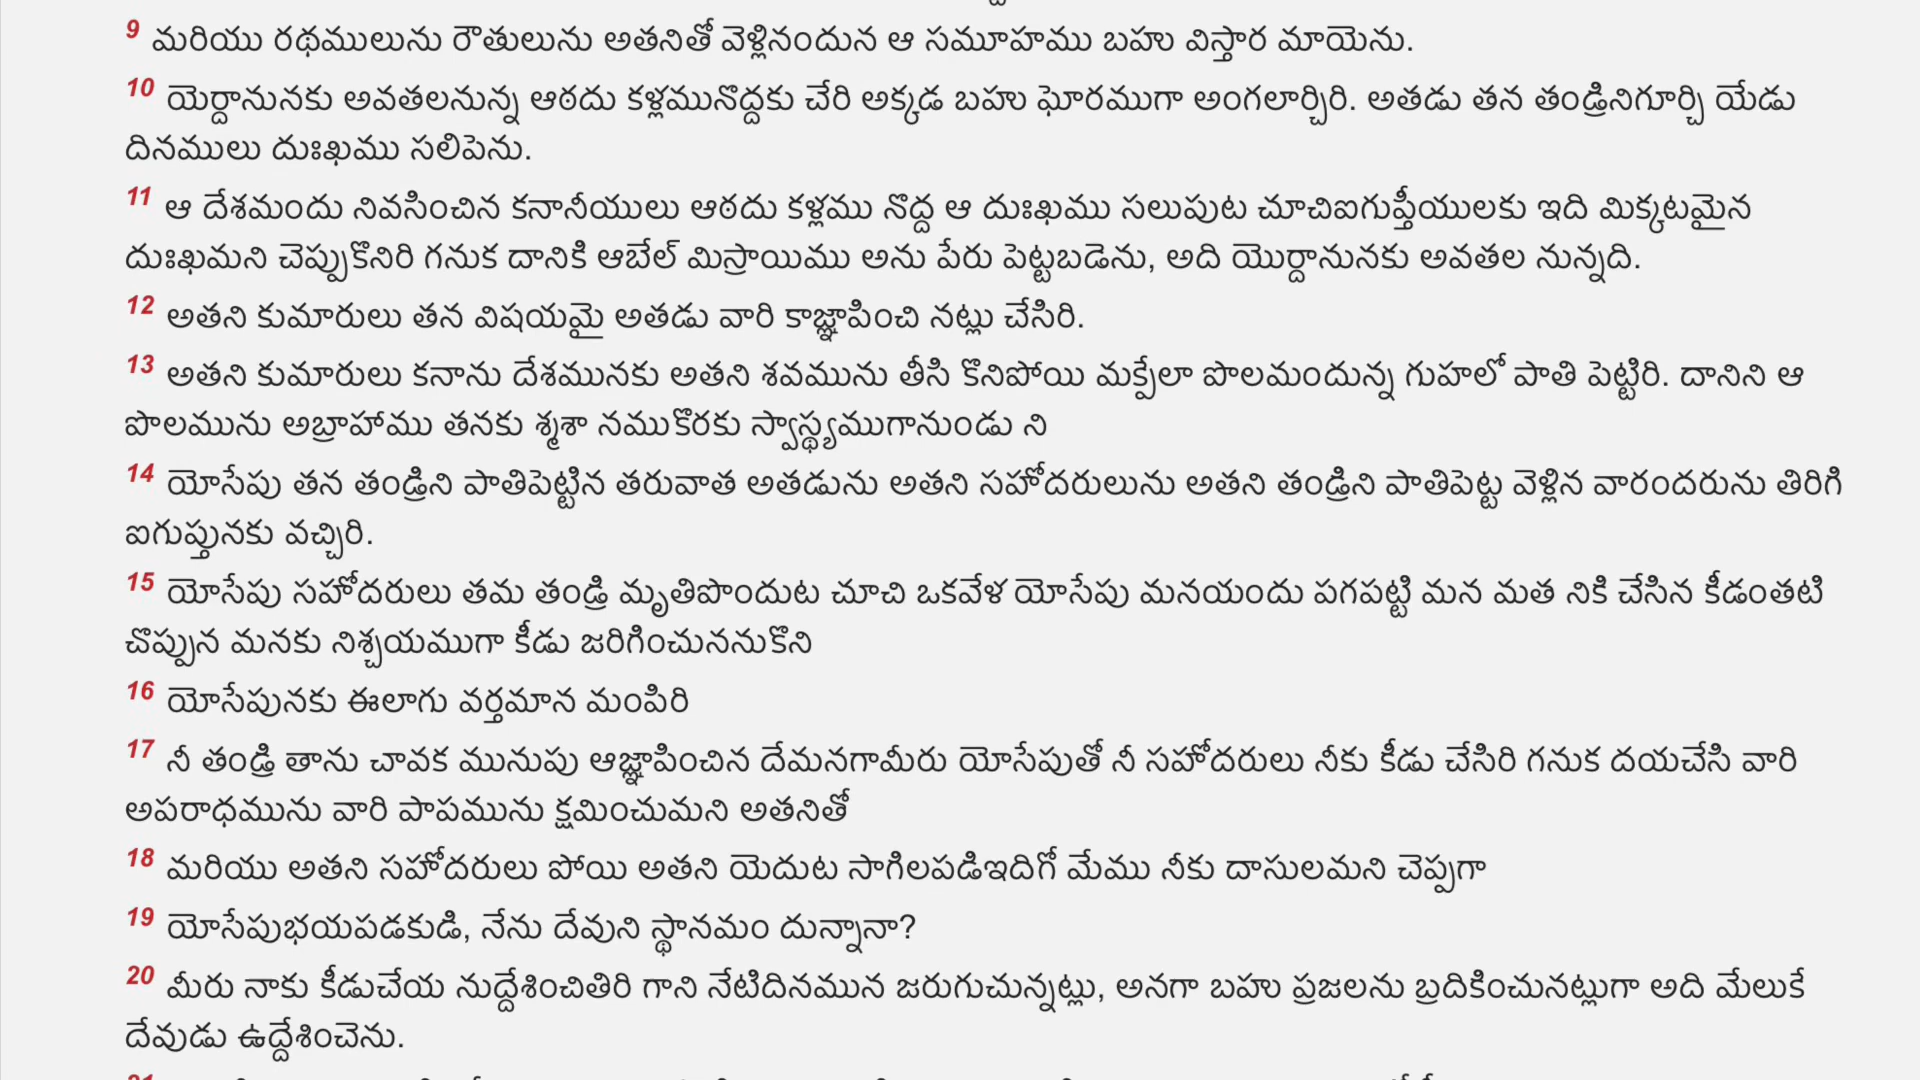 9 మరియు రథములును రౌతులును అతనితో వెళ్లినందున ఆ సమూహము బహు విస్తార మాయెను.
10 యెర్దానునకు అవతలనున్న ఆఠదు కళ్లమునొద్దకు చేరి అక్కడ బహు ఘోరముగా అంగలార్చిరి. అతడు తన తండ్రినిగూర్చి యేడు
దినములు దుఃఖము సలిపెను.
11 ఆ దేశమందు నివసించిన కనానీయులు ఆఠదు కళ్లము నొద్ద ఆ దుఃఖము సలుపుట చూచిఐగుప్తీయులకు ఇది మిక్కటమైన
దుఃఖమని చెప్పుకొనిరి గనుక దానికి ఆబేల్‌ మిస్రాయిము అను పేరు పెట్టబడెను, అది యొర్దానునకు అవతల నున్నది.
12 అతని కుమారులు తన విషయమై అతడు వారి కాజ్ఞాపించి నట్లు చేసిరి.
13 అతని కుమారులు కనాను దేశమునకు అతని శవమును తీసి కొనిపోయి మక్పేలా పొలమందున్న గుహలో పాతి పెట్టిరి. దానిని ఆ
పొలమును అబ్రాహాము తనకు శ్మశా నముకొరకు స్వాస్థ్యముగానుండు ని
14 యోసేపు తన తండ్రిని పాతిపెట్టిన తరువాత అతడును అతని సహోదరులును అతని తండ్రిని పాతిపెట్ట వెళ్లిన వారందరును తిరిగి
ఐగుప్తునకు వచ్చిరి.
15 యోసేపు సహోదరులు తమ తండ్రి మృతిపొందుట చూచి ఒకవేళ యోసేపు మనయందు పగపట్టి మన మత నికి చేసిన కీడంతటి
చొప్పున మనకు నిశ్చయముగా కీడు జరిగించుననుకొని
16 యోసేపునకు ఈలాగు వర్తమాన మంపిరి
17 నీ తండ్రి తాను చావక మునుపు ఆజ్ఞాపించిన దేమనగామీరు యోసేపుతో నీ సహోదరులు నీకు కీడు చేసిరి గనుక దయచేసి వారి
అపరాధమును వారి పాపమును క్షమించుమని అతనితో
18 మరియు అతని సహోదరులు పోయి అతని యెదుట సాగిలపడిఇదిగో మేము నీకు దాసులమని చెప్పగా
19 యోసేపుభయపడకుడి, నేను దేవుని స్థానమం దున్నానా?
20 మీరు నాకు కీడుచేయ నుద్దేశించితిరి గాని నేటిదినమున జరుగుచున్నట్లు, అనగా బహు ప్రజలను బ్రదికించునట్లుగా అది మేలుకే
దేవుడు ఉద్దేశించెను.